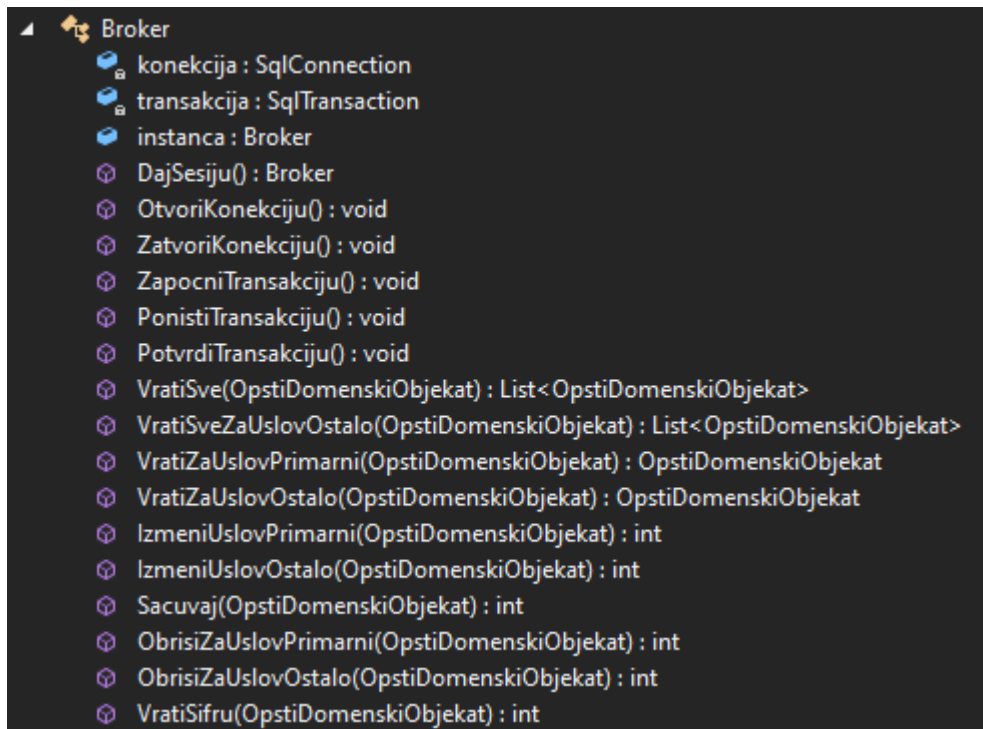 Broker
konekcija : SqlConnection
transakcija : SqlTransaction
instanca : Broker
DajSesiju() : Broker
OtvoriKonekciju() : void
ZatvoriKonekciju() : void
ZapocniTransakciju() : void
PonistiTransakciju() : void
PotvrdiTransakciju() : void
VratiSve(OpstiDomenskiObjekat) : List<OpstiDomenskiObjekat>
VratiSveZaUslovOstalo(OpstiDomenskiObjekat) : List<OpstiDomenskiObjekat>
VratiZaUslovPrimarni(OpstiDomenskiObjekat) : OpstiDomenskiObjekat
VratiZaUslovOstalo(OpstiDomenskiObjekat) : OpstiDomenskiObjekat
IzmeniUslovPrimarni(OpstiDomenskiObjekat) : int
IzmeniUslovOstalo(OpstiDomenskiObjekat) : int
Sacuvaj(OpstiDomenskiObjekat) : int
ObrisiZaUslovPrimarni(OpstiDomenskiObjekat) : int
ObrisiZaUslovOstalo(OpstiDomenskiObjekat) : int
VratiSifru(OpstiDomenskiObjekat) : int